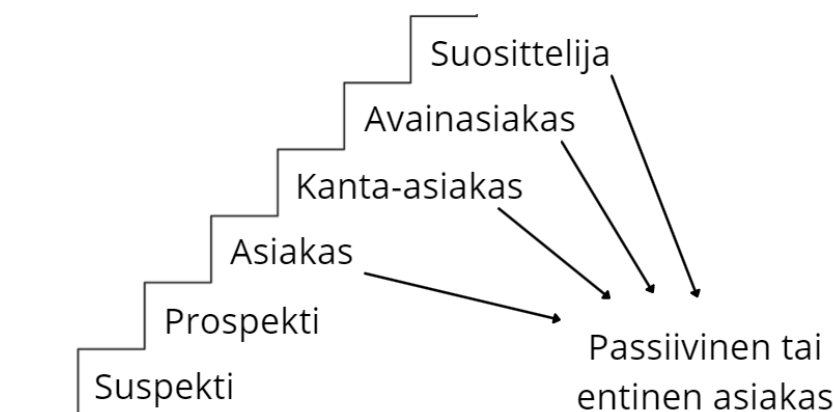 Suosittelija
Avainasiakas
Kanta-asiakas
Asiakas
Prospekti
Suspekti
Passiivinen tai
entinen asiakas